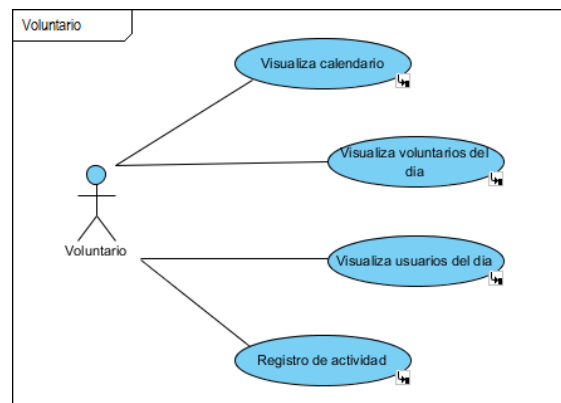 Voluntario
Visualiza calendario
Visualiza voluntarios del
dia
Voluntario
Visualiza usuarios del dia
Registro de actividad